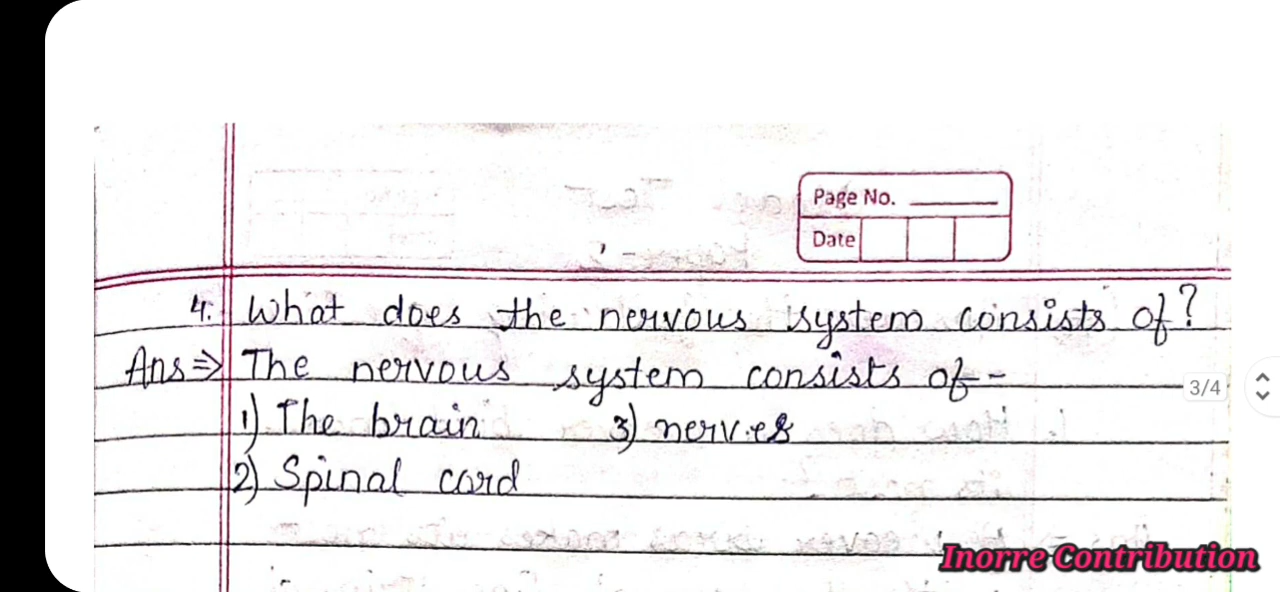 Page No.
Date
4. What does the nervous system consists of?
Ans⇒ The nervous system consists of-
1) The brain 3) nerves
3/4
2) Spinal cord
Inorre Contribution